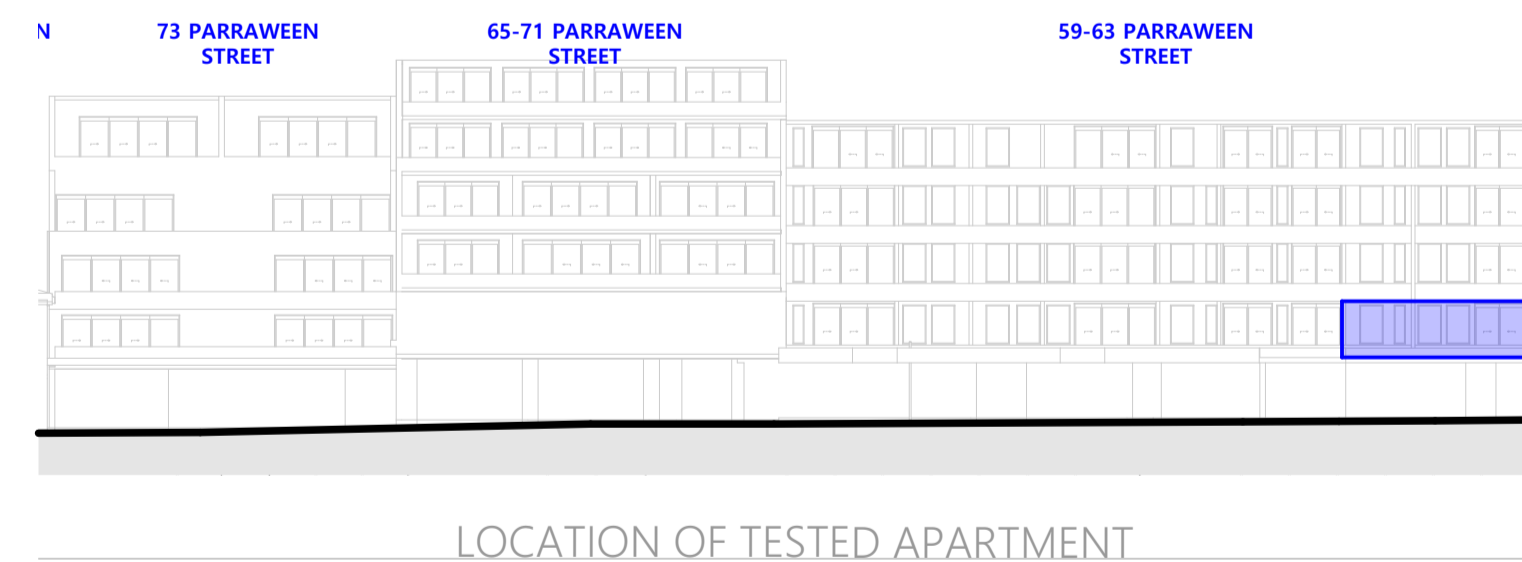 N
73 PARRAWEEN
STREET
65-71 PARRAWEEN
STREET
59-63 PARRAWEEN
STREET
LOCATION OF TESTED APARTMENT